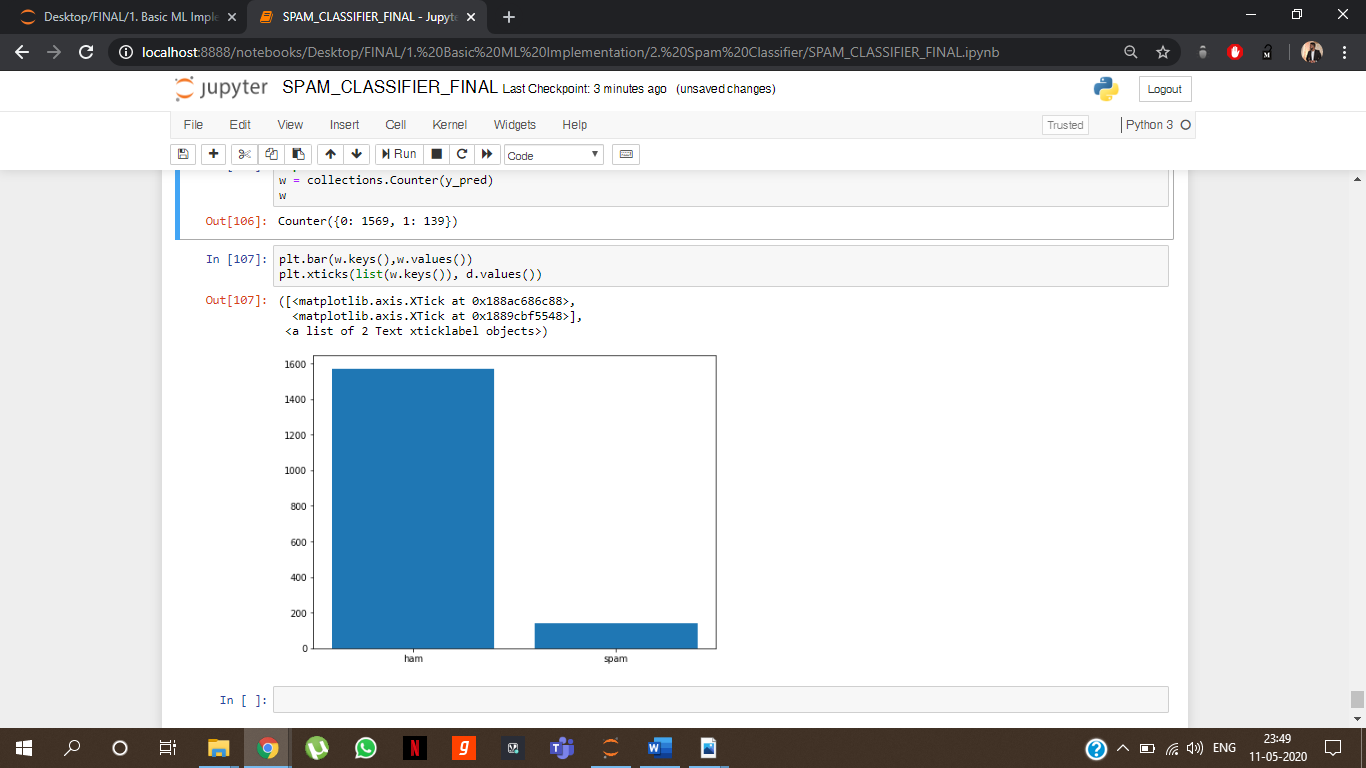 Desktop/FINAL/1. Basic ML Imple
SPAM_CLASSIFIER_FINAL - Jupyte
localhost:8888/notebooks/Desktop/FINAL/1.%20Basic%20ML%20Implementation/2.%20Spam%20Classifier/SPAM_CLASSIFIER_FINAL.ipynb
jupyter SPAM_CLASSIFIER_FINAL Last Checkpoint: 3 minutes ago (unsaved changes)
Logout
File Edit View Insert Cell Kernel Widgets Help
Trusted
Python 3
Run
Code
w = collections.Counter(y_pred)
w
Out[106]: Counter({0: 1569, 1: 139})
In [107]: plt.bar(w.keys(),w.values())
plt.xticks(list(w.keys()), d.values())
Out[107]: ([<matplotlib.axis.XTick at 0x188ac686c88>,
<matplotlib.axis.XTick at 0x1889cbf5548>],
<a list of 2 Text xticklabel objects>)
1600
1400
1200
1000
800
600
400
200
0
ham spam
In [ ]:
ENG
23:49
11-05-2020